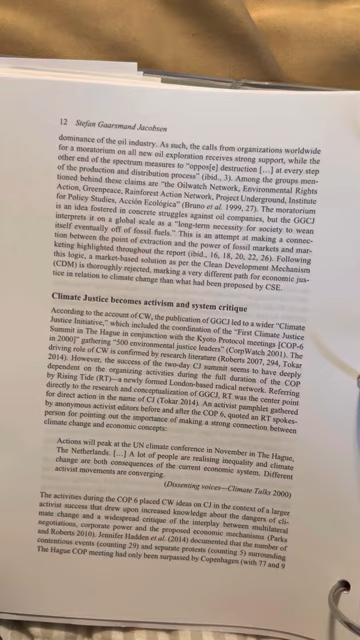 12 Stefan Gaarsmand Jacobsen
dominance of the oil industry. As such, the calls from organizations worldwide
for a moratorium on all new oil exploration receives strong support, while the
other end of the spectrum measures to “oppos[e] destruction [...] at every step
of the production and distribution process” (ibid., 3). Among the groups men-
tioned behind these claims are “the Oilwatch Network, Environmental Rights
Action, Greenpeace, Rainforest Action Network, Project Underground, Institute
for Policy Studies, Acción Ecológica” (Bruno et al. 1999, 27). The moratorium
is an idea fostered in concrete struggles against oil companies, but the GGCJ
interprets it on a global scale as a “long-term necessity for society to wean
itself eventually off of fossil fuels.” This is an attempt at making a connec-
tion between the point of extraction and the power of fossil markets and mar-
keting highlighted throughout the report (ibid., 16, 18, 20, 22, 26). Following
this logic, a market-based solution as per the Clean Development Mechanism
(CDM) is thoroughly rejected, marking a very different path for economic jus-
tice in relation to climate change than what had been proposed by CSE.
Climate Justice becomes activism and system critique
According to the account of CW, the publication of GGCJ led to a wider “Climate
Justice Initiative,” which included the coordination of the “First Climate Justice
Summit in The Hague in conjunction with the Kyoto Protocol meetings [COP-6
in 2000]” gathering “500 environmental justice leaders” (CorpWatch 2001). The
driving role of CW is confirmed by research literature (Roberts 2007, 294, Tokar
2014). However, the success of the two-day CJ summit seems to have deeply
dependent on the organizing activities during the full duration of the COP
by Rising Tide (RT)—a newly formed London-based radical network. Referring
directly to the research and conceptualization of GGCJ, RT was the center point
for direct action in the name of CJ (Tokar 2014). An activist pamphlet gathered
by anonymous activist editors before and after the COP 6, quoted an RT spokes-
person for pointing out the importance of making a strong connection between
climate change and economic concepts:
Actions will peak at the UN climate conference in November in The Hague,
The Netherlands. [...] A lot of people are realising inequality and climate
change are both consequences of the current economic system. Different
activist movements are converging.
(Dissenting voices—Climate Talks 2000)
The activities during the COP 6 placed CW ideas on CJ in the context of a larger
activist success that drew upon increased knowledge about the dangers of cli-
mate change and a widespread critique of the interplay between multilateral
negotiations, corporate power and the proposed economic mechanisms (Parks
and Roberts 2010). Jennifer Hadden et al. (2014) documented that the number of
contentious events (counting 29) and separate protests (counting 5) surrounding
The Hague COP meeting had only been surpassed by Copenhagen (with 77 and 9